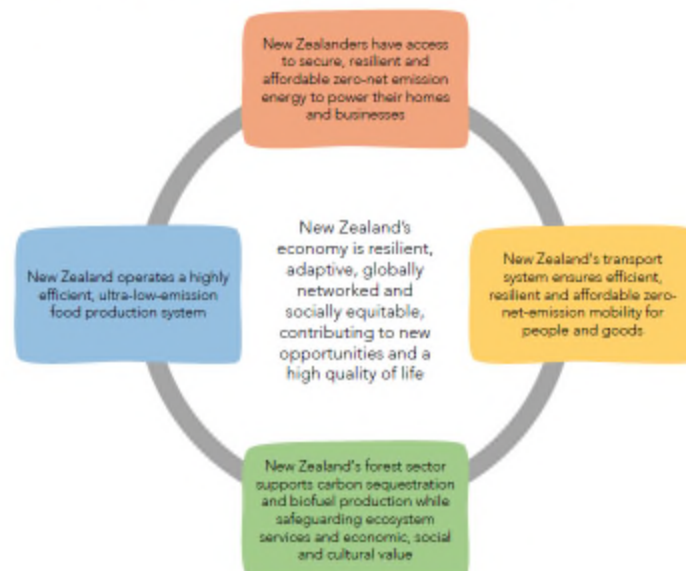 New Zealanders have access
to secure, resilient and
affordable zero-net emission
energy to power their homes
and businesses
New Zealand operates a highly
efficient, ultra-low-emission
food production system
New Zealand's
economy is resilient,
adaptive, globally
networked and
socially equitable,
contributing to new
opportunities and a
high quality of life
New Zealand's transport
system ensures efficient,
resilient and affordable zero-
net-emission mobility for
people and goods
New Zealand's forest sector
supports carbon sequestration
and biofuel production while
safeguarding ecosystem
services and economic, social
and cultural value